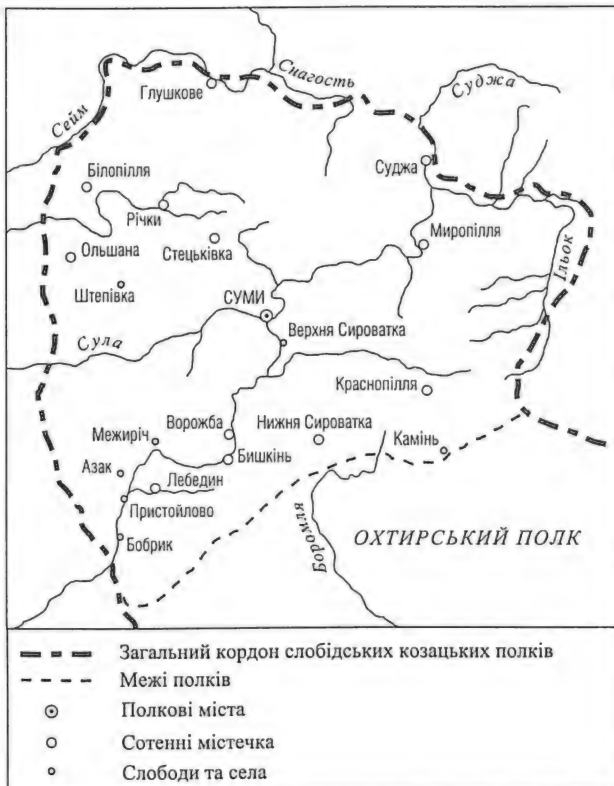 Снагость
Суджа
Сейм
Глушкове
Суджа
Білопілля
Річки
Стецьківка
Миропілля
Ольшана
Ільок
Штепівка
СУМИ
Верхня Сироватка
Сула
Краснопілля
Ворожба
Нижня Сироватка
Межиріч
Камінь
Азак
Бишкінь
Лебедин
Пристойлово
Боромля
ОХТИРСЬКИЙ ПОЛК
Бобрик
Загальний кордон слобідських козацьких полків
Межі полків
Полкові міста
Сотенні містечка
Слободи та села